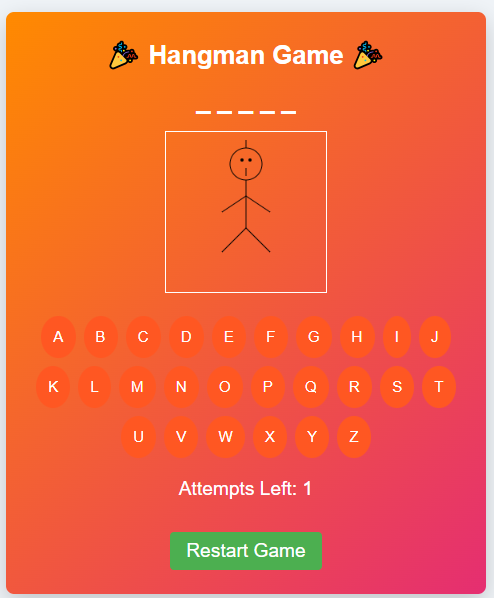 🎉 Hangman Game 🎉
_ _ _ _ _
A B C D E F G H I J
K L M N O P Q R S T
U V W X Y Z
Attempts Left: 1
Restart Game